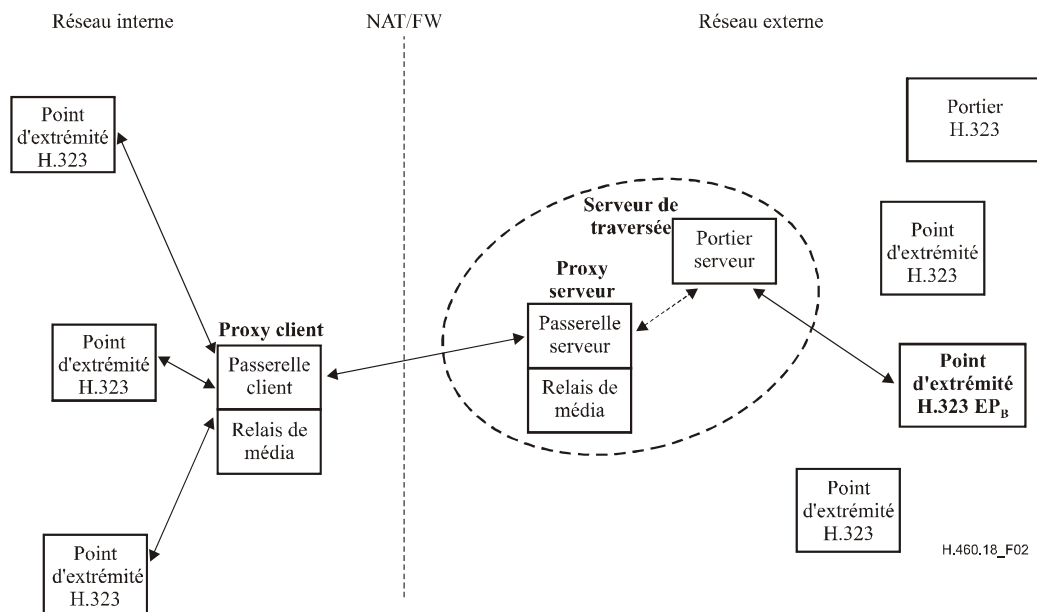 Réseau interne
NAT/FW
Réseau externe
Point
d'extrémité
H.323
Portier
H.323
Serveur de
traversée
Portier
serveur
Point
d'extrémité
H.323
Proxy
serveur
Passerelle
serveur
Relais de
média
Proxy client
Passerelle
client
Relais de
média
Point
d'extrémité
H.323
Point
d'extrémité
H.323 EPB
Point
d'extrémité
H.323
Point
d'extrémité
H.323
H.460.18_F02